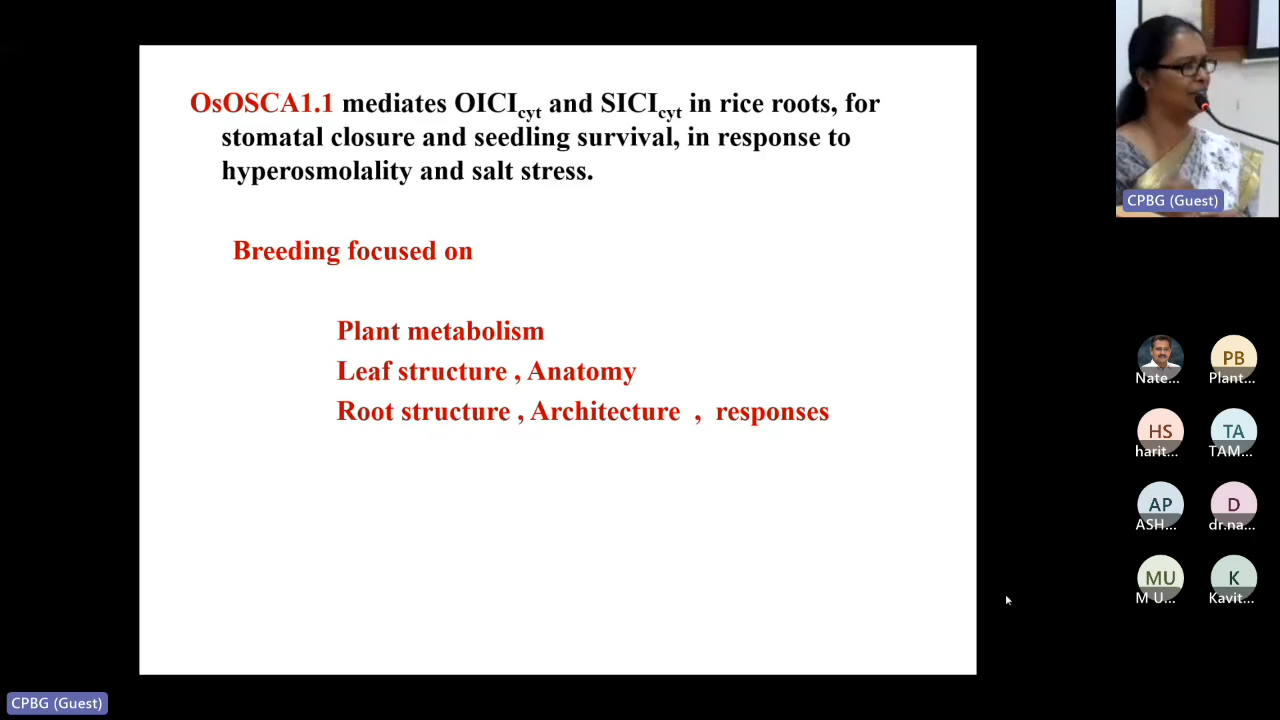 OsOSCA1.1 mediates OICIcyt and SICIcyt in rice roots, for
stomatal closure and seedling survival, in response to
hyperosmolality and salt stress.
Breeding focused on
Plant metabolism
Leaf structure , Anatomy
Root structure , Architecture , responses
CPBG (Guest)
Nate...
PB
Plant...
HS
harit...
TA
TAM...
AP
ASH...
D
dr.na...
MU
M U...
K
Kavit...
CPBG (Guest)